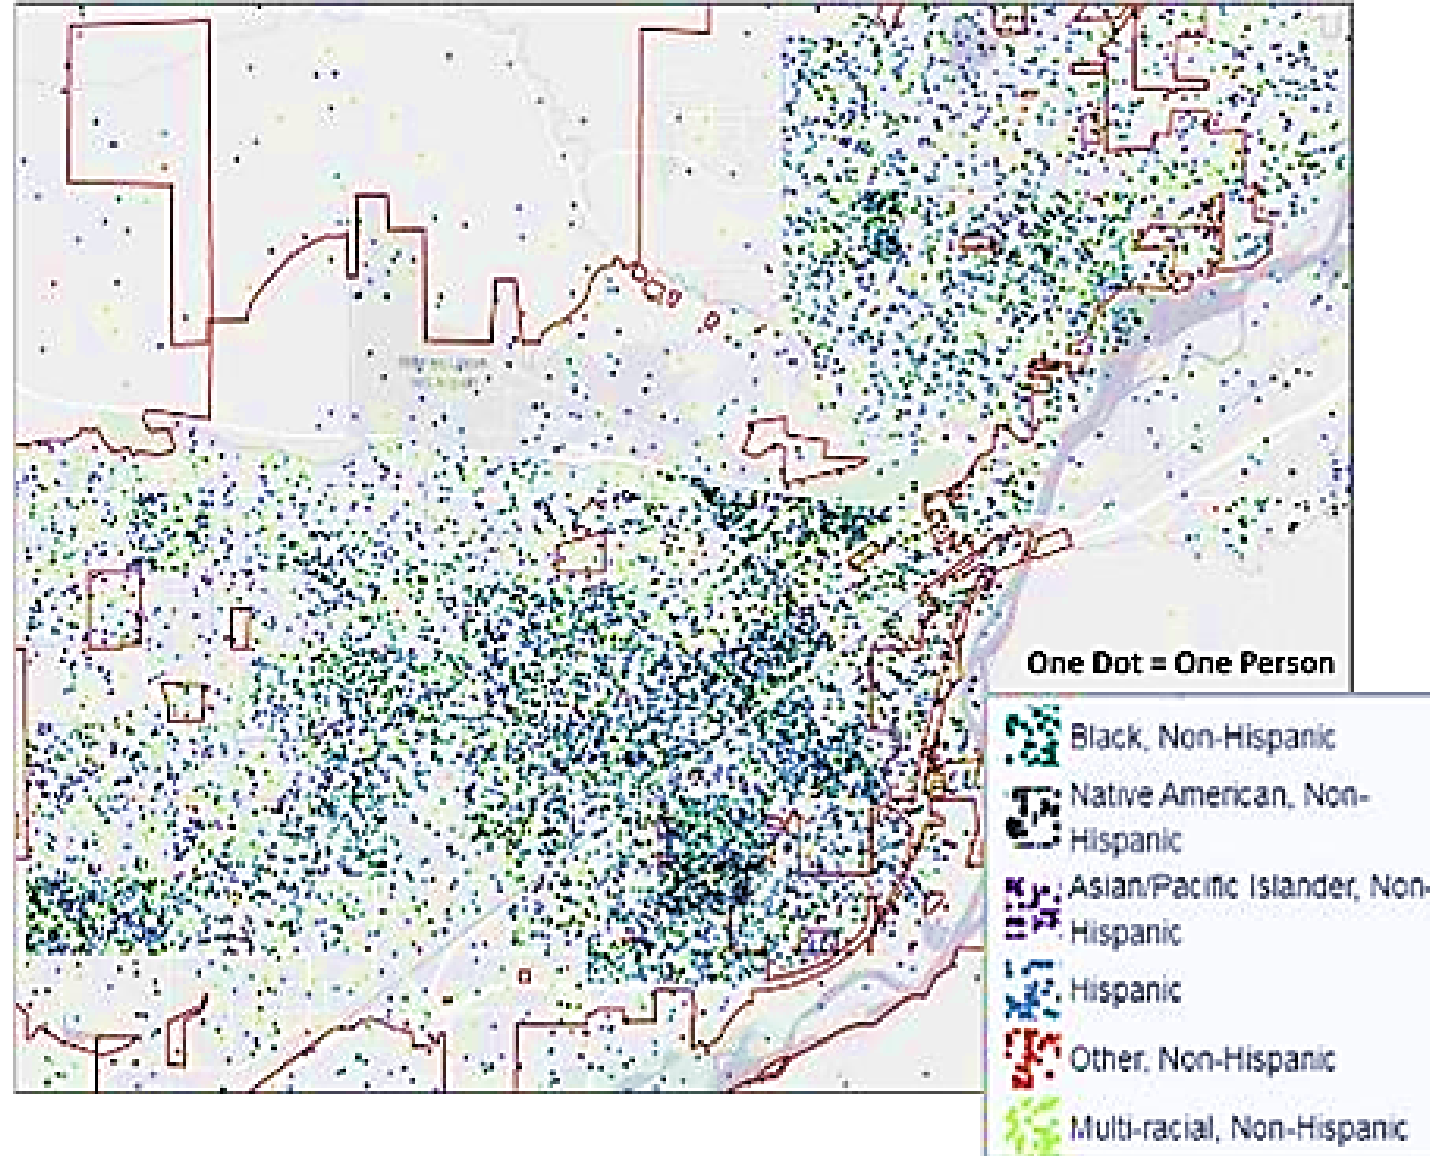 One Dot = One Person
Black, Non-Hispanic
Native American, Non-
Hispanic
Asian/Pacific Islander, Non-
Hispanic
Hispanic
Other, Non-Hispanic
Multi-racial, Non-Hispanic